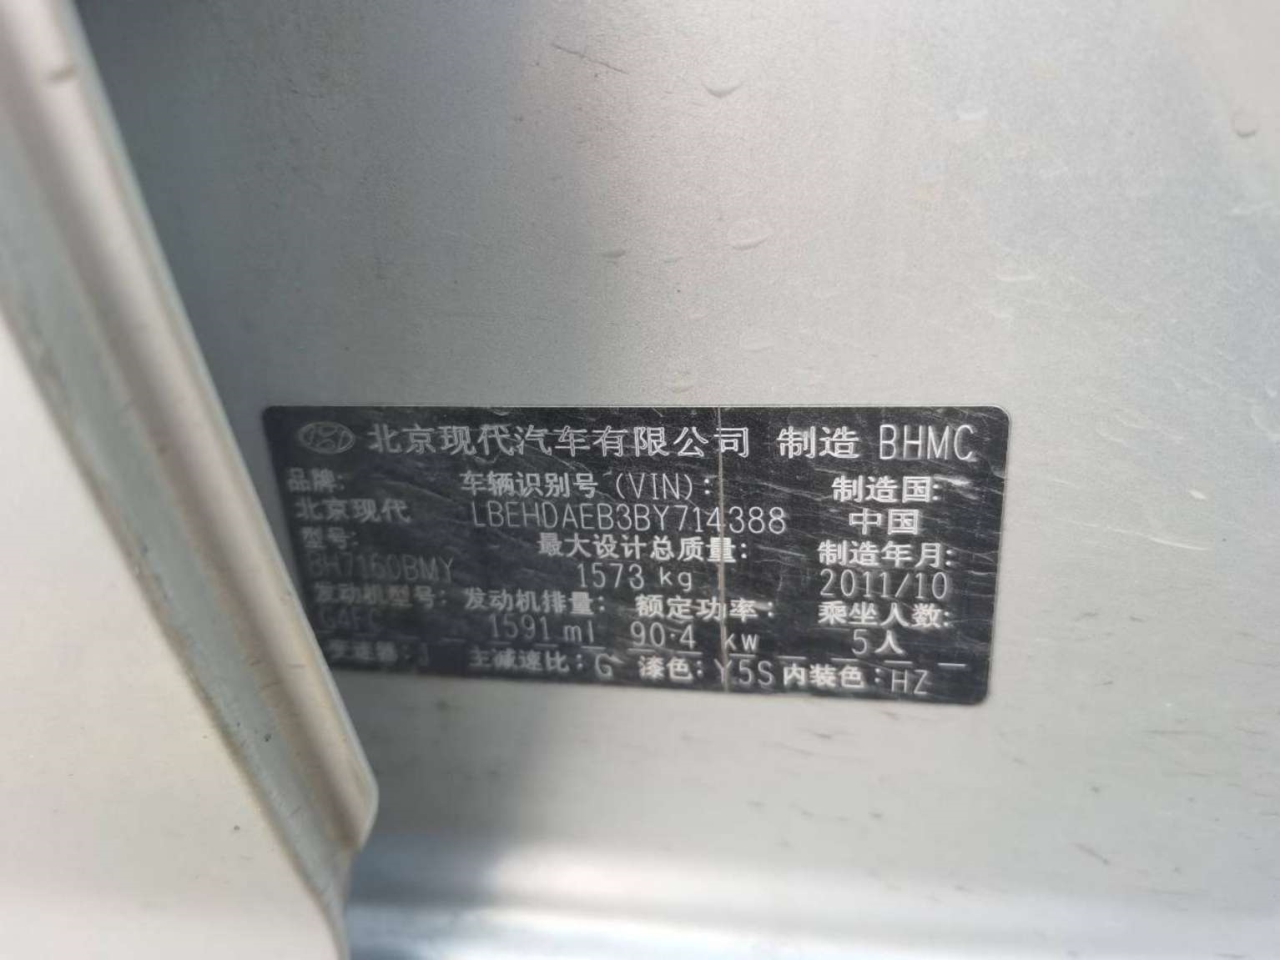 北京现代汽车有限公司 制造 BHMC
品牌: 车辆识别号 (VIN): 制造国:
北京现代 LBEHDAEB3BY714388 中国
型号: 最大设计总质量: 制造年月:
BH7160BMY 1573 kg 2011/10
发动机型号: 发动机排量: 额定功率: 乘坐人数:
G4FC 1591 ml 90.4 kw 5人
变速器: 主减速比: G 漆色: Y5S 内装色: HZ